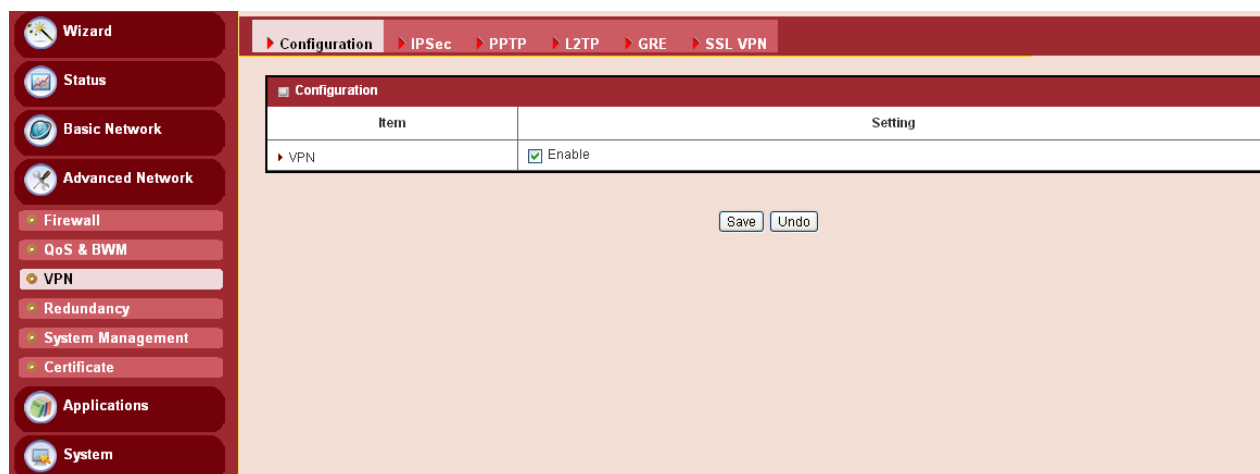 Wizard
Status
Basic Network
Advanced Network
Firewall
QoS & BWM
VPN
Redundancy
System Management
Certificate
Applications
System
Configuration IPSec PPTP L2TP GRE SSL VPN
Configuration
Item Setting
VPN Enable
Save Undo